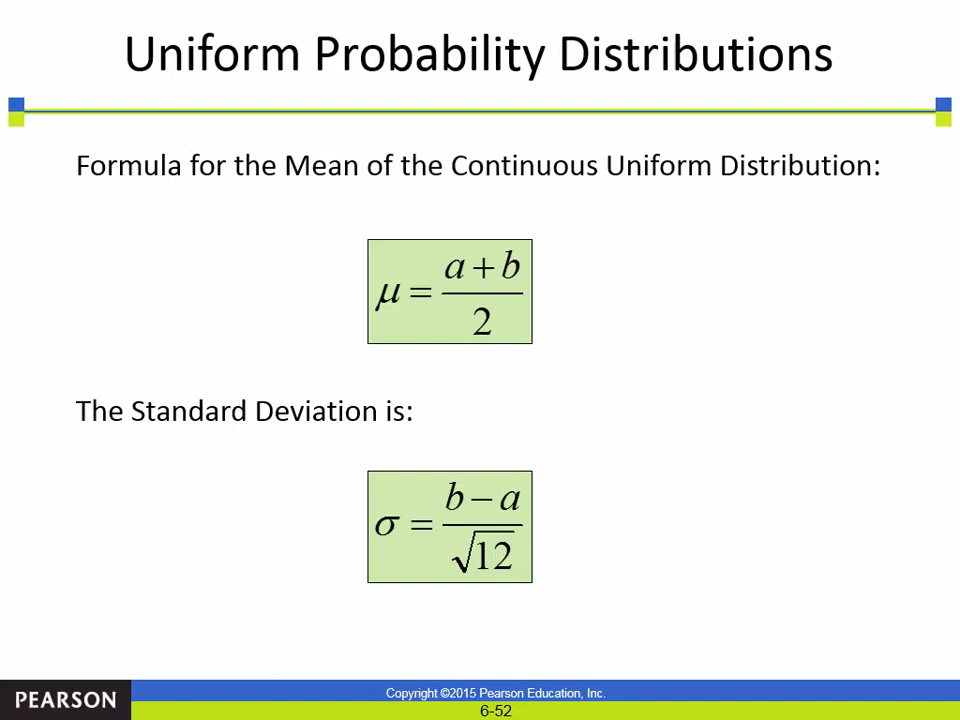 Uniform Probability Distributions
Formula for the Mean of the Continuous Uniform Distribution:
μ = (a + b) / 2
The Standard Deviation is:
σ = (b − a) / √12
PEARSON
Copyright ©2015 Pearson Education, Inc.
6-52